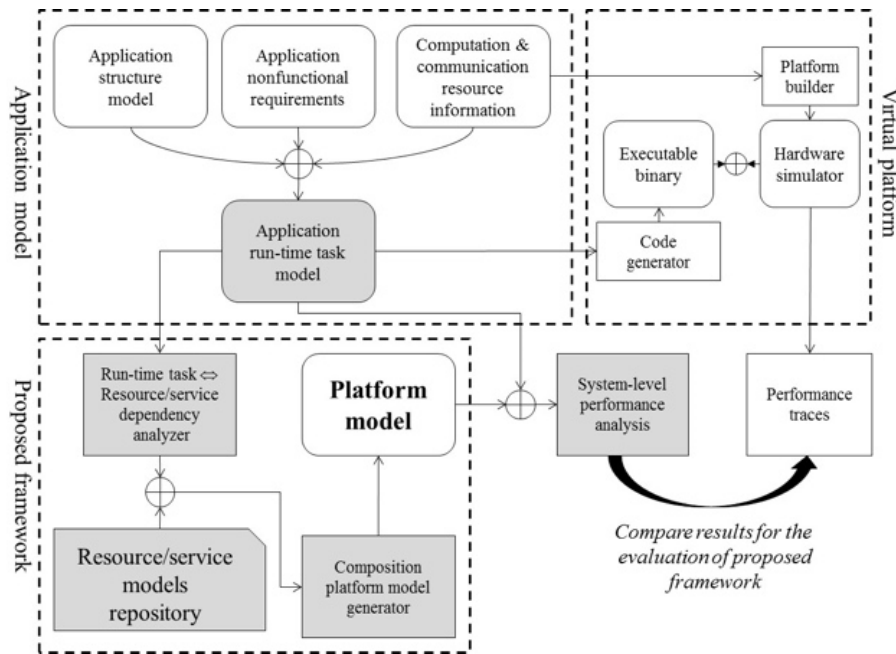 Application
structure
model
Application
nonfunctional
requirements
Computation &
communication
resource
information
Platform
builder
Executable
binary
Hardware
simulator
Application
run-time task
model
Code
generator
Application model
Virtual platform
Run-time task ⇔
Resource/service
dependency
analyzer
Platform
model
System-level
performance
analysis
Performance
traces
Resource/service
models
repository
Composition
platform model
generator
Compare results for the
evaluation of proposed
framework
Proposed framework